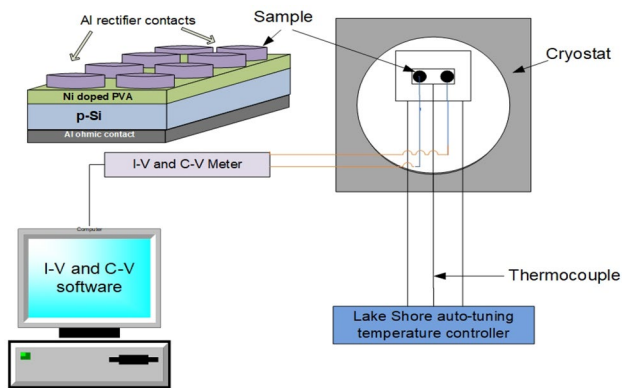 Al rectifier contacts
Sample
Cryostat
Ni doped PVA
p-Si
Al ohmic contact
I-V and C-V Meter
Computer
I-V and C-V
software
Thermocouple
Lake Shore auto-tuning
temperature controller